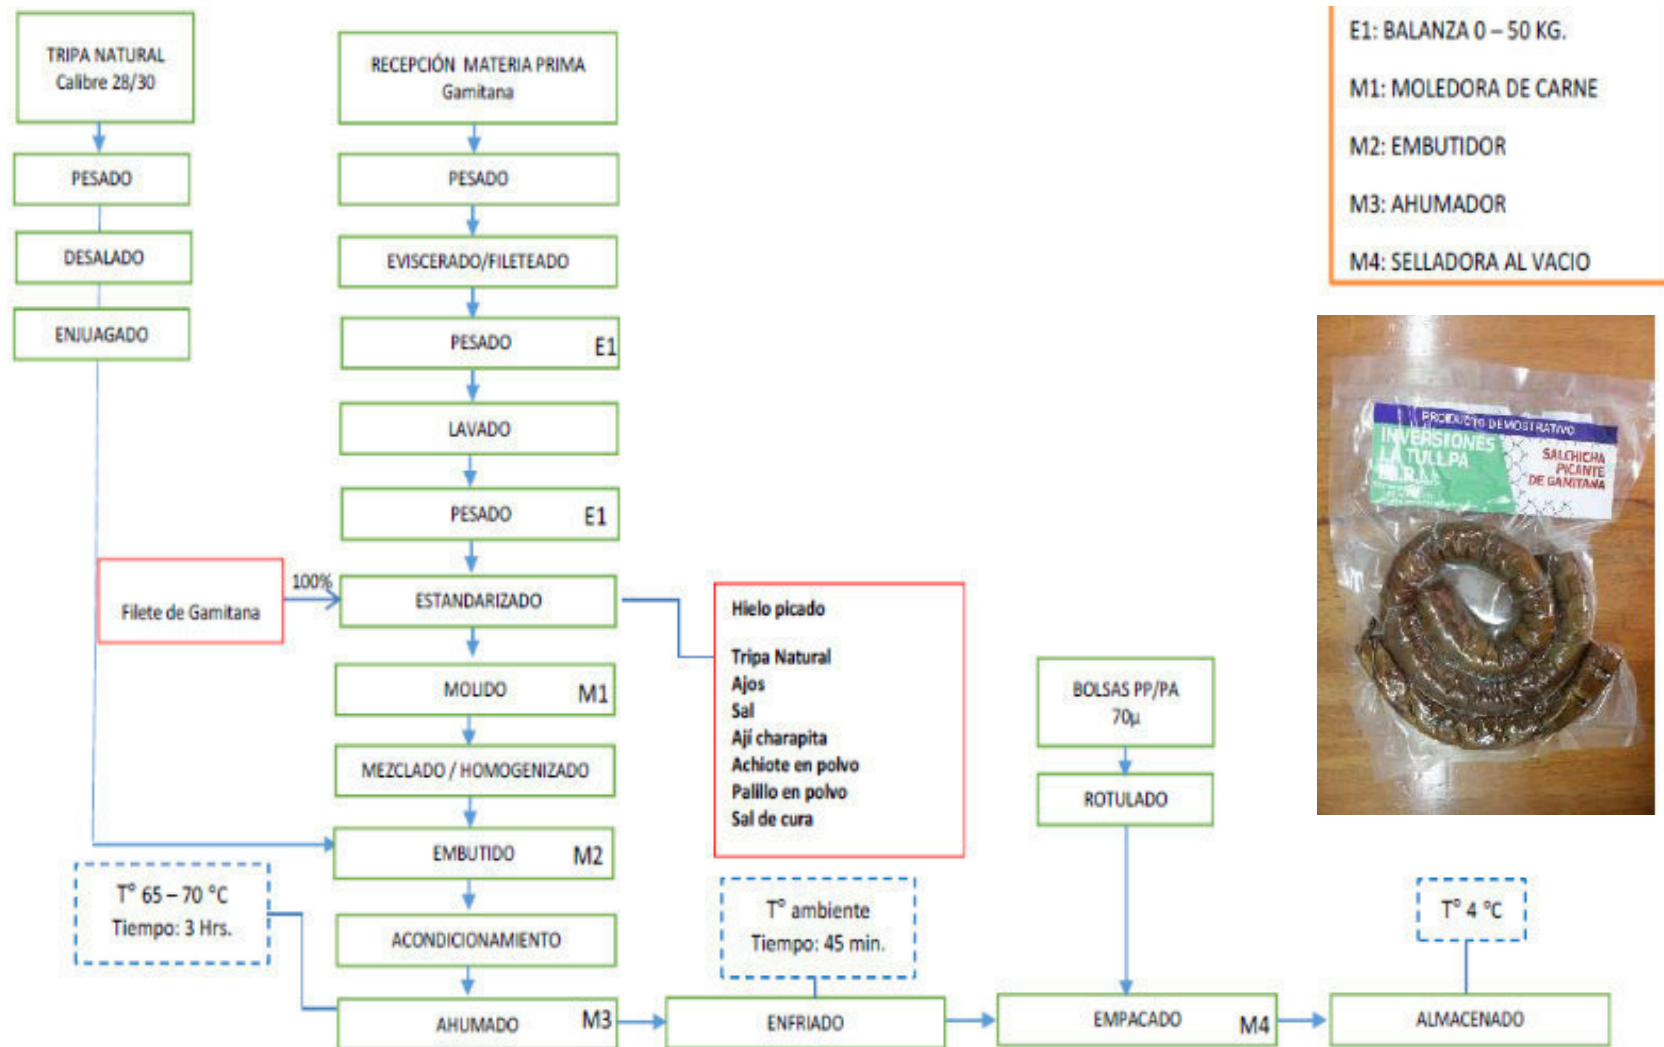 TRIPA NATURAL
Calibre 28/30
PESADO
DESALADO
ENJUAGADO
RECEPCIÓN MATERIA PRIMA
Gamitana
PESADO
EVISCERADO/FILETEADO
PESADO E1
LAVADO
PESADO E1
Filete de Gamitana
100%
ESTANDARIZADO
Hielo picado
Tripa Natural
Ajos
Sal
Ají charapita
Achiote en polvo
Palillo en polvo
Sal de cura
MOLIDO M1
MEZCLADO / HOMOGENIZADO
EMBUTIDO M2
ACONDICIONAMIENTO
T° 65 – 70 °C
Tiempo: 3 Hrs.
AHUMADO M3
T° ambiente
Tiempo: 45 min.
ENFRIADO
BOLSAS PP/PA
70µ
ROTULADO
EMPACADO M4
T° 4 °C
ALMACENADO
E1: BALANZA 0 – 50 KG.
M1: MOLEDORA DE CARNE
M2: EMBUTIDOR
M3: AHUMADOR
M4: SELLADORA AL VACIO
PRODUCTO DEMOSTRATIVO
INVERSIONES
LA TULLPA
SALCHICHA
PICANTE
DE GAMITANA